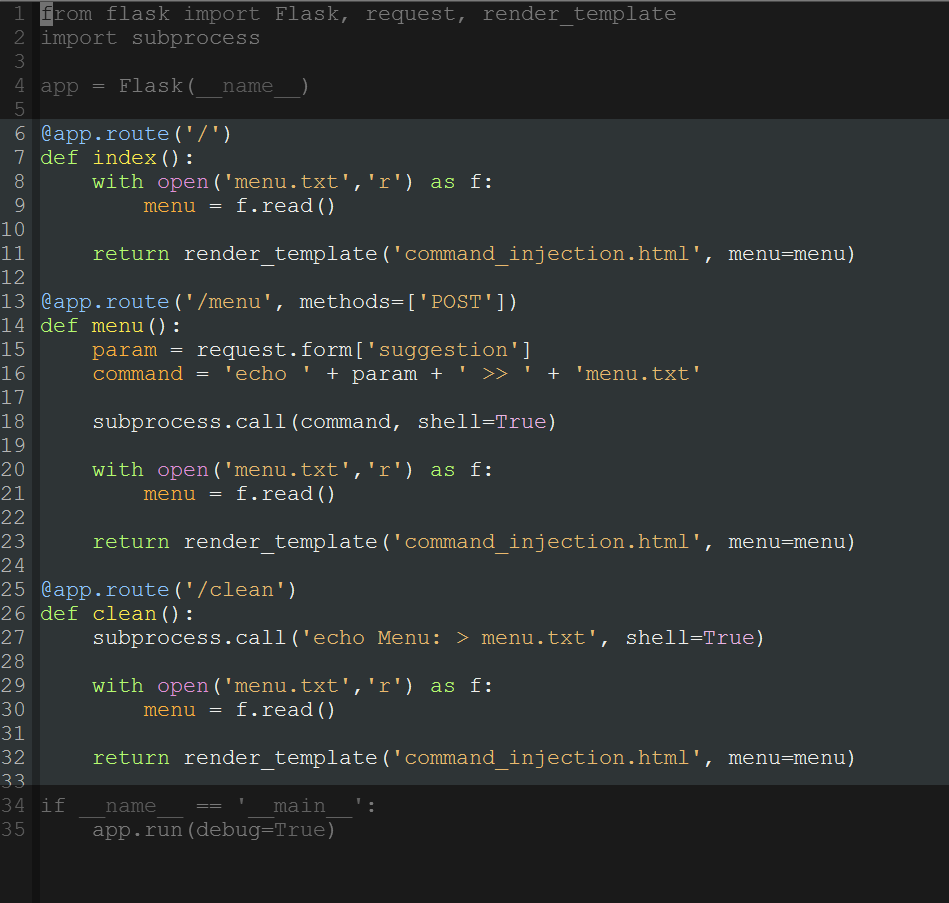 1 from flask import Flask, request, render_template
2 import subprocess
3
4 app = Flask(__name__)
5
6 @app.route('/')
7 def index():
8     with open('menu.txt','r') as f:
9         menu = f.read()
10
11     return render_template('command_injection.html', menu=menu)
12
13 @app.route('/menu', methods=['POST'])
14 def menu():
15     param = request.form['suggestion']
16     command = 'echo ' + param + ' >> ' + 'menu.txt'
17
18     subprocess.call(command, shell=True)
19
20     with open('menu.txt','r') as f:
21         menu = f.read()
22
23     return render_template('command_injection.html', menu=menu)
24
25 @app.route('/clean')
26 def clean():
27     subprocess.call('echo Menu: > menu.txt', shell=True)
28
29     with open('menu.txt','r') as f:
30         menu = f.read()
31
32     return render_template('command_injection.html', menu=menu)
33
34 if __name__ == '__main__':
35     app.run(debug=True)